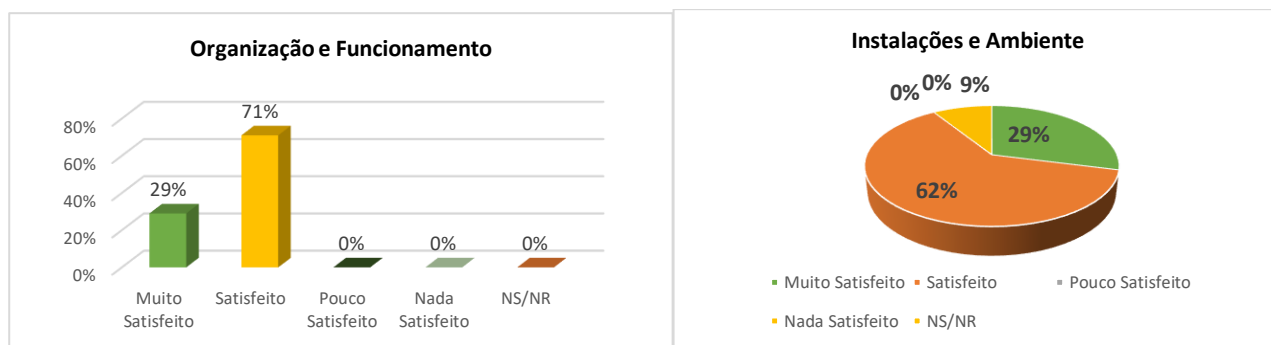 Organização e Funcionamento
80%
60%
40%
20%
0%
29%
71%
0%
0%
0%
Muito
Satisfeito
Satisfeito
Pouco
Satisfeito
Nada
Satisfeito
NS/NR
Instalações e Ambiente
0%
0%
9%
29%
62%
Muito Satisfeito
Satisfeito
Pouco Satisfeito
Nada Satisfeito
NS/NR